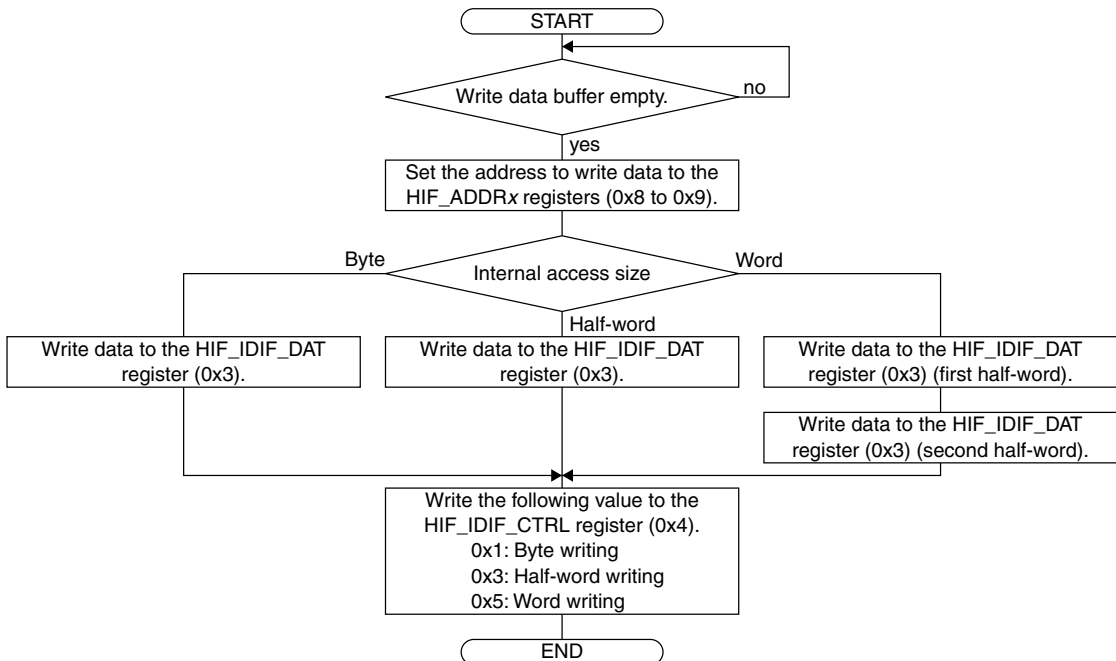 START
Write data buffer empty.
no
yes
Set the address to write data to the
HIF_ADDRx registers (0x8 to 0x9).
Byte
Internal access size
Word
Half-word
Write data to the HIF_IDIF_DAT
register (0x3).
Write data to the HIF_IDIF_DAT
register (0x3).
Write data to the HIF_IDIF_DAT
register (0x3) (first half-word).
Write data to the HIF_IDIF_DAT
register (0x3) (second half-word).
Write the following value to the
HIF_IDIF_CTRL register (0x4).
0x1: Byte writing
0x3: Half-word writing
0x5: Word writing
END